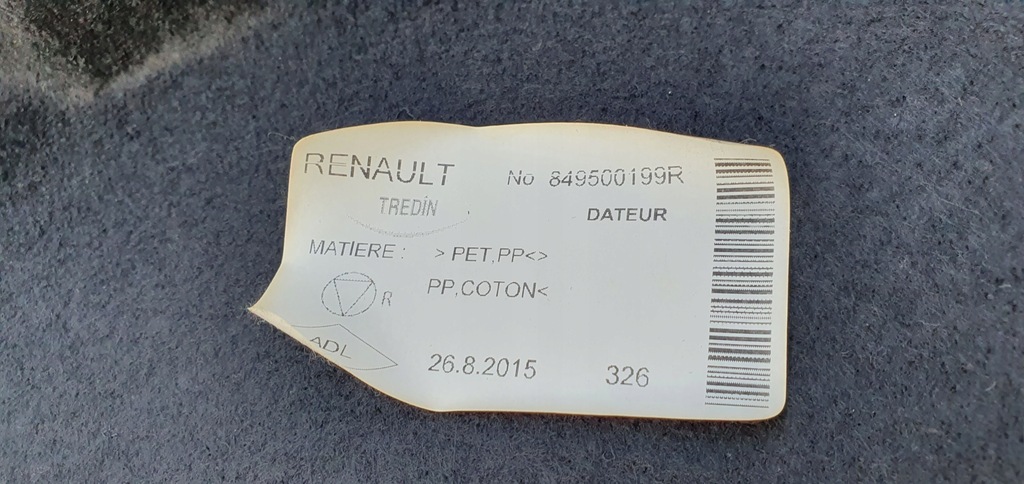 RENAULT No 849500199R
TREDİN DATEUR
MATIERE : > PET,PP<>
PP,COTON<
R
ADL
26.8.2015 326